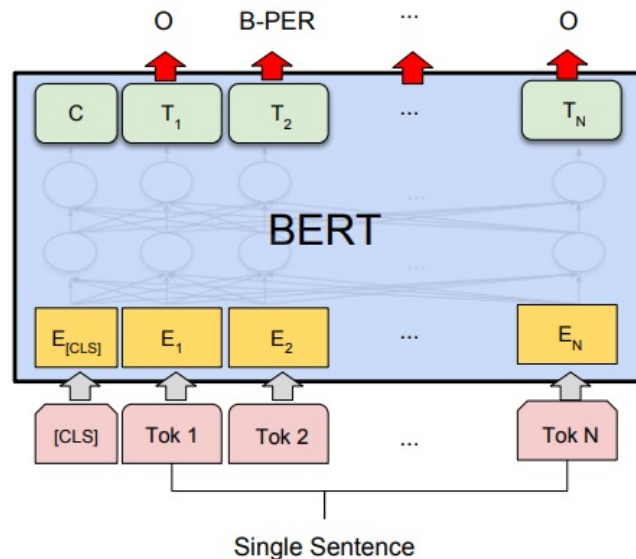 O B-PER ... O
C T1 T2 ... TN
...
BERT
...
E[CLS] E1 E2 ... EN
[CLS] Tok 1 Tok 2 ... Tok N
Single Sentence